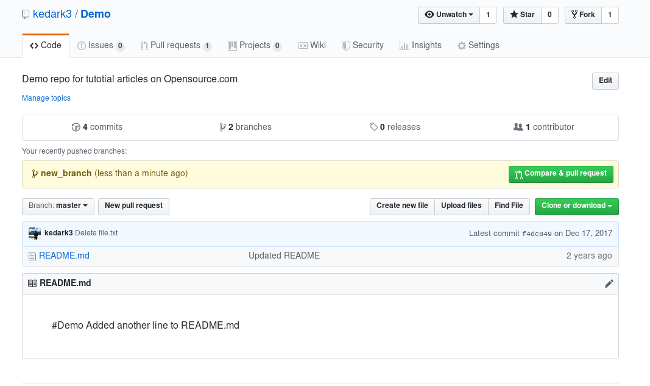 kedark3 / Demo
Unwatch 1 Star 0 Fork 1
Code Issues 0 Pull requests 1 Projects 0 Wiki Security Insights Settings
Demo repo for tutotial articles on Opensource.com Edit
Manage topics
4 commits 2 branches 0 releases 1 contributor
Your recently pushed branches:
new_branch (less than a minute ago) Compare & pull request
Branch: master New pull request Create new file Upload files Find File Clone or download
kedark3 Delete file.txt Latest commit f4dc849 on Dec 17, 2017
README.md Updated README 2 years ago
README.md
#Demo Added another line to README.md